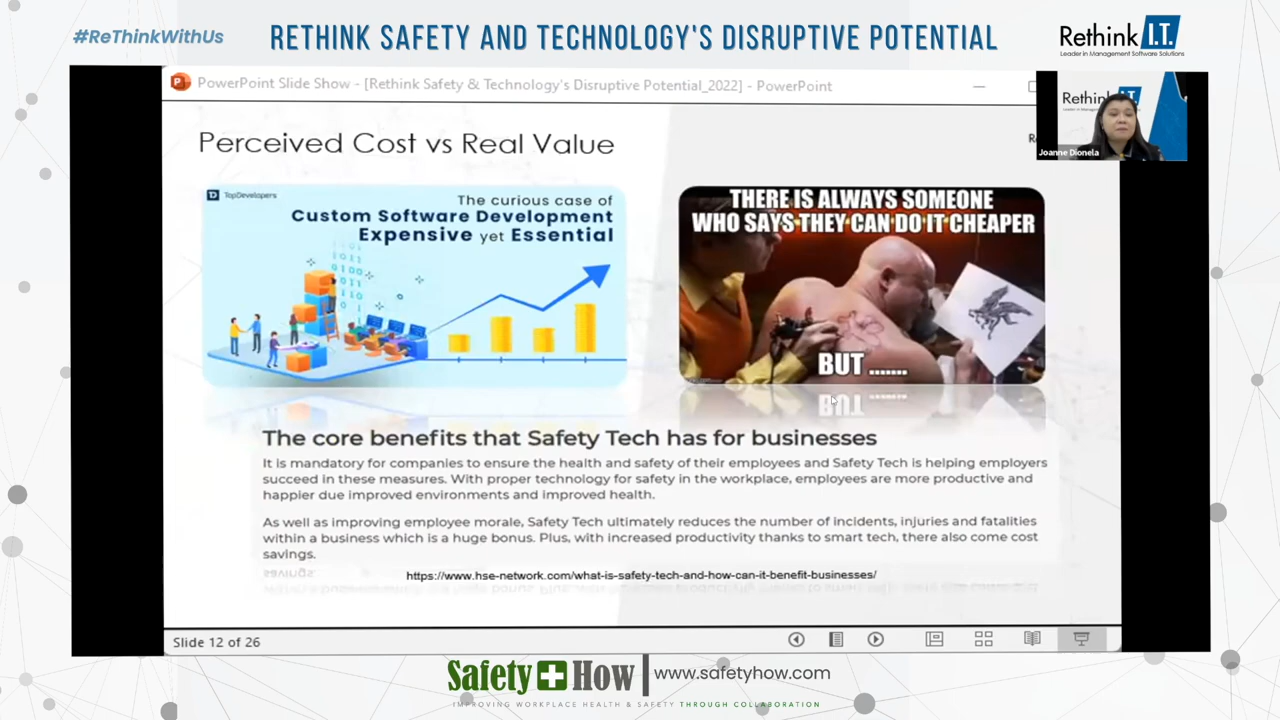 #ReThinkWithUs
RETHINK SAFETY AND TECHNOLOGY'S DISRUPTIVE POTENTIAL
Rethink I.T.
Leader in Management Software Solutions
PowerPoint Slide Show - [Rethink Safety & Technology's Disruptive Potential_2022] - PowerPoint
Rethink I.T.
Joanne Dionela
Perceived Cost vs Real Value
TopDevelopers
The curious case of
Custom Software Development
Expensive yet Essential
THERE IS ALWAYS SOMEONE
WHO SAYS THEY CAN DO IT CHEAPER
BUT .......
The core benefits that Safety Tech has for businesses
It is mandatory for companies to ensure the health and safety of their employees and Safety Tech is helping employers
succeed in these measures. With proper technology for safety in the workplace, employees are more productive and
happier due improved environments and improved health.
As well as improving employee morale, Safety Tech ultimately reduces the number of incidents, injuries and fatalities
within a business which is a huge bonus. Plus, with increased productivity thanks to smart tech, there also come cost
savings.
https://www.hse-network.com/what-is-safety-tech-and-how-can-it-benefit-businesses/
Slide 12 of 26
Safety How
www.safetyhow.com
IMPROVING WORKPLACE HEALTH & SAFETY THROUGH COLLABORATION